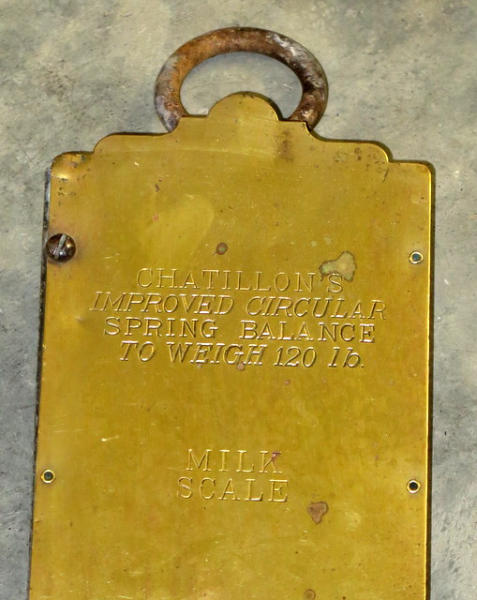 CHATILLON'S
IMPROVED CIRCULAR
SPRING BALANCE
TO WEIGH 120 lb.
MILK
SCALE